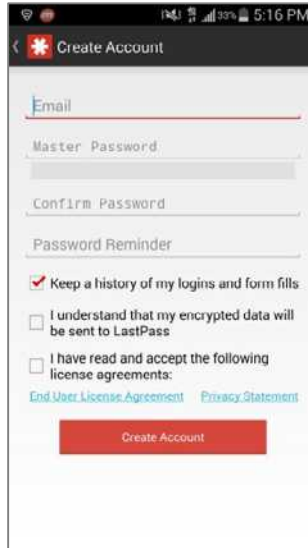 33% 5:16 PM
Create Account
Email
Master Password
Confirm Password
Password Reminder
Keep a history of my logins and form fills
I understand that my encrypted data will
be sent to LastPass
I have read and accept the following
license agreements:
End User License Agreement Privacy Statement
Create Account